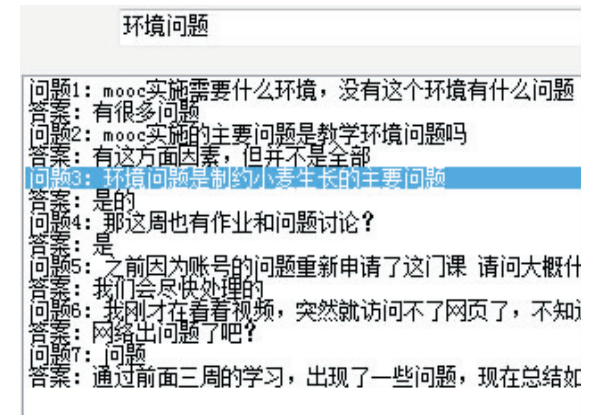 环境问题
问题1: mooc实施需要什么环境，没有这个环境有什么问题
答案: 有很多问题
问题2: mooc实施的主要问题是教学环境问题吗
答案: 有这方面因素，但并不是全部
问题3: 环境问题是制约小麦生长的主要问题
答案: 是的
问题4: 那这周也有作业和问题讨论？
答案: 是
问题5: 之前因为账号的问题重新申请了这门课 请问大概什
答案: 我们会尽快处理的
问题6: 我刚才在看着视频，突然就访问不了网页了，不知
答案: 网络出问题了吧？
问题7: 问题
答案: 通过前面三周的学习，出现了一些问题，现在总结如